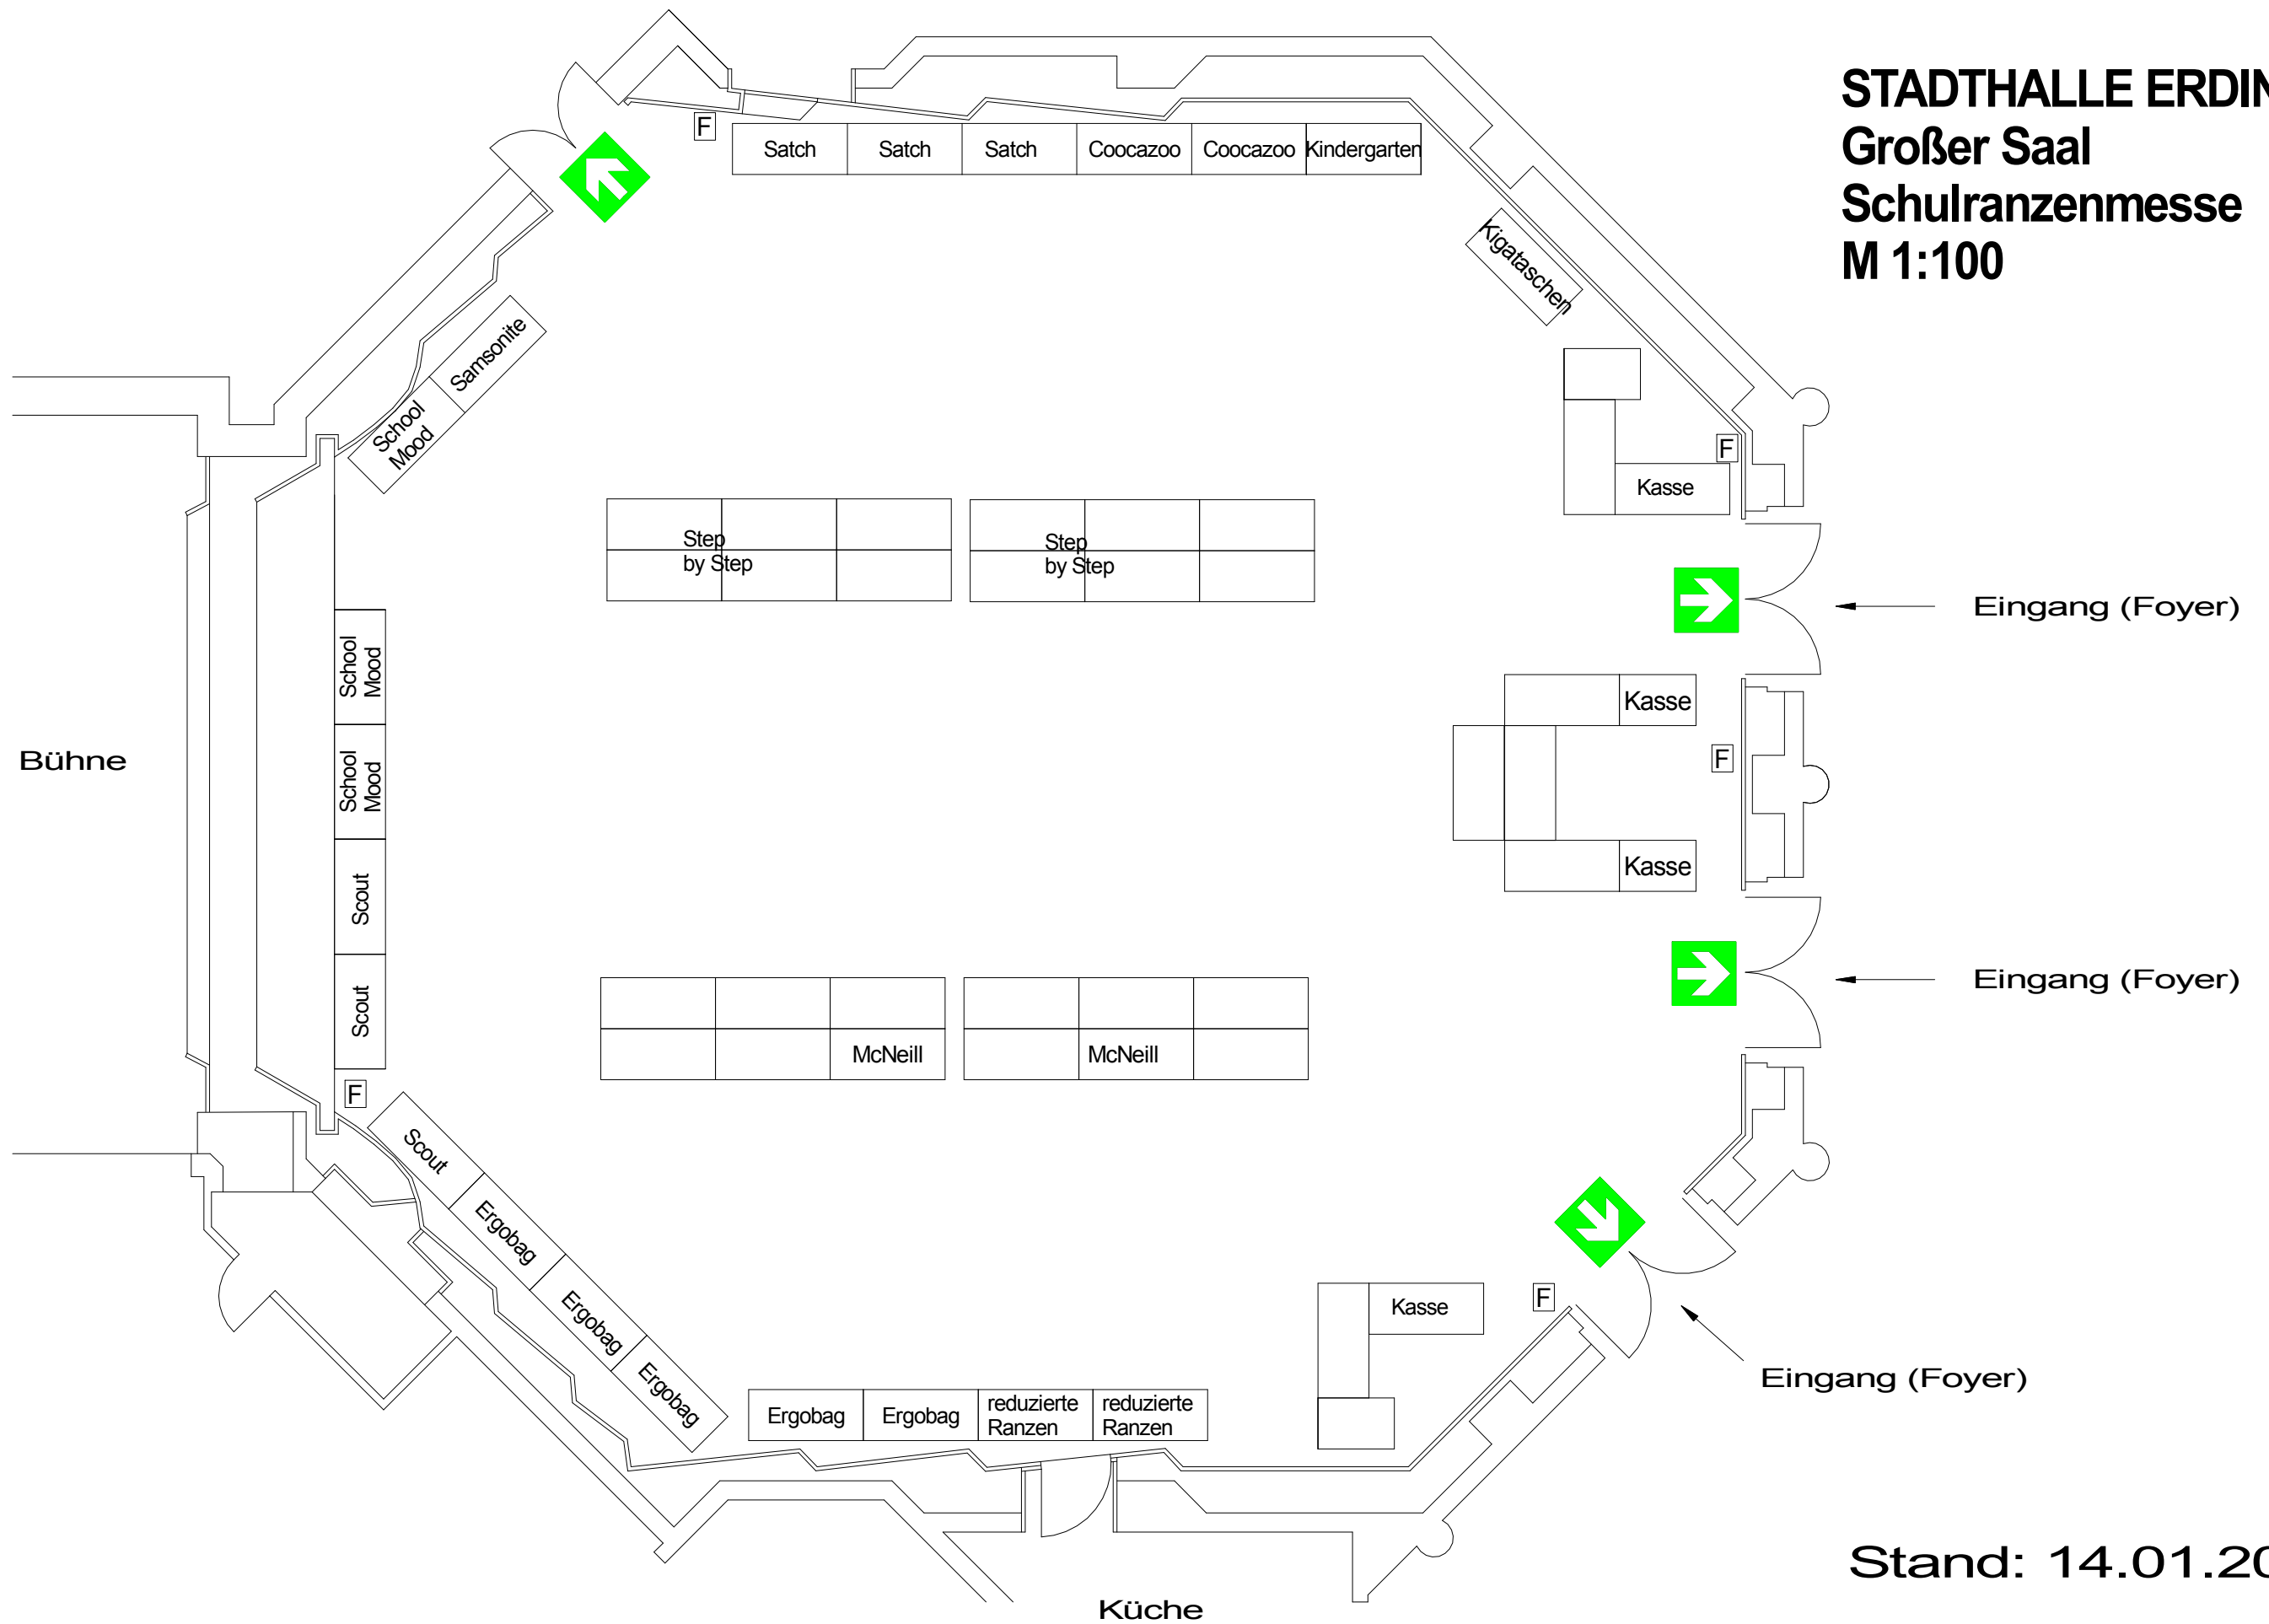 STADTHALLE ERDIN
Großer Saal
Schulranzenmesse
M 1:100
F
Satch
Satch
Satch
Coocazoo
Coocazoo
Kindergarten
Kigataschen
Samsonite
School
Mood
F
Kasse
Step
by Step
Step
by Step
Eingang (Foyer)
School
Mood
Kasse
Bühne
School
Mood
F
Kasse
Scout
Eingang (Foyer)
Scout
McNeill
McNeill
F
Scout
Ergobag
Ergobag
Ergobag
Kasse
F
Eingang (Foyer)
Ergobag
Ergobag
reduzierte
Ranzen
reduzierte
Ranzen
Stand: 14.01.20
Küche